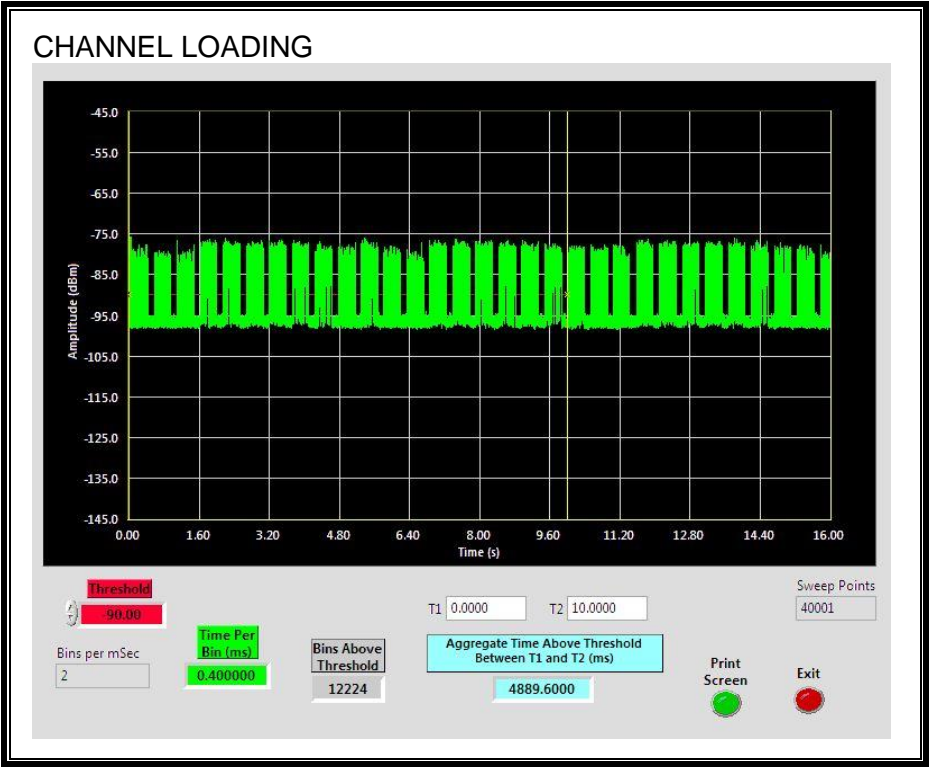 CHANNEL LOADING
-45.0
-55.0
-65.0
-75.0
-85.0
-95.0
-105.0
-115.0
-125.0
-135.0
-145.0
Amplitude (dBm)
0.00 1.60 3.20 4.80 6.40 8.00 9.60 11.20 12.80 14.40 16.00
Time (s)
Threshold
-90.00
Bins per mSec
2
Time Per
Bin (ms)
0.400000
Bins Above
Threshold
12224
T1 0.0000 T2 10.0000
Aggregate Time Above Threshold
Between T1 and T2 (ms)
4889.6000
Sweep Points
40001
Print
Screen
Exit